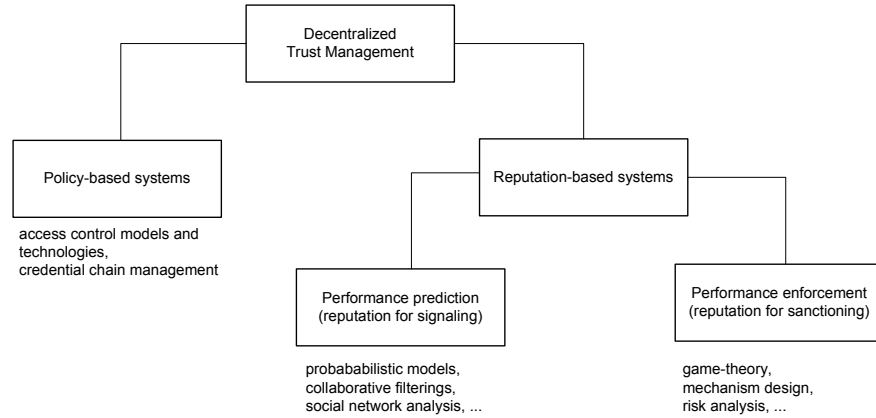 Decentralized
Trust Management
Policy-based systems
Reputation-based systems
access control models and
technologies,
credential chain management
Performance prediction
(reputation for signaling)
Performance enforcement
(reputation for sanctioning)
probababilistic models,
collaborative filterings,
social network analysis, ...
game-theory,
mechanism design,
risk analysis, ...